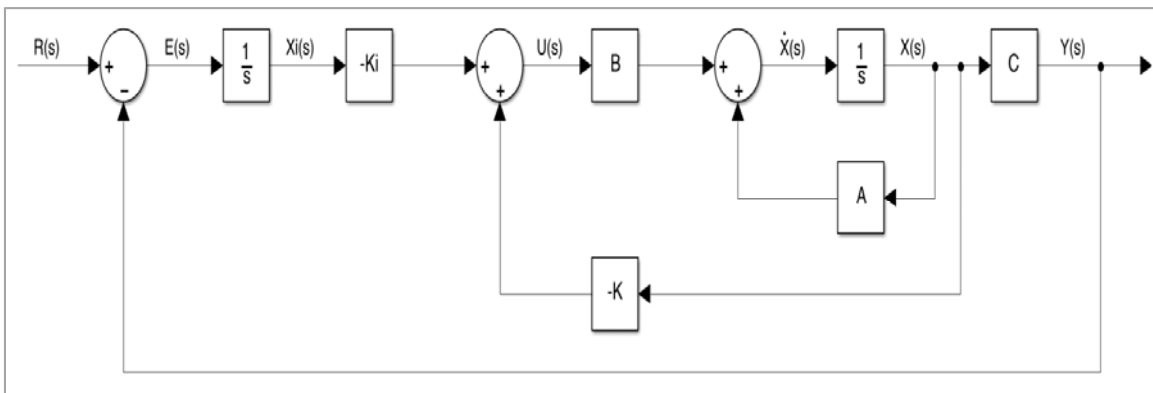 R(s)
+
−
E(s)
1
s
Xi(s)
-Ki
+
+
U(s)
B
+
+
Ẋ(s)
1
s
X(s)
C
Y(s)
A
-K